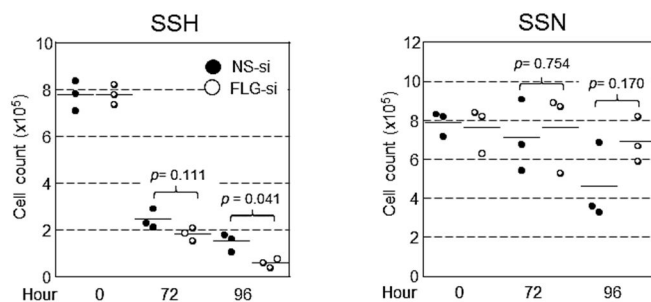 SSH
Cell count (x10⁵)
10
8
6
4
2
0
NS-si
FLG-si
p = 0.111
p = 0.041
Hour 0 72 96
SSN
Cell count (x10⁵)
12
10
8
6
4
2
0
p= 0.754
p= 0.170
Hour 0 72 96